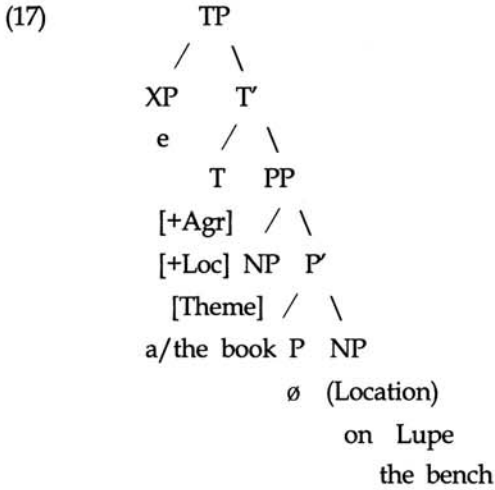 (17) TP
/ \
XP T′
e / \
T PP
[+Agr] / \
[+Loc] NP P′
[Theme] / \
a/the book P NP
ø (Location)
on Lupe
the bench